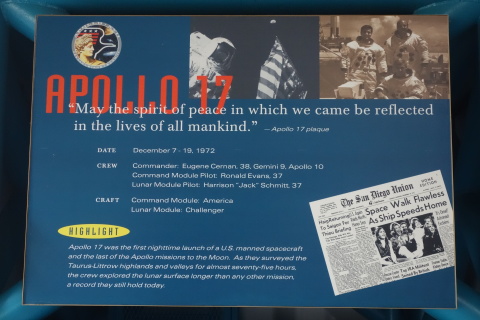 APOLLO 17
“May the spirit of peace in which we came be reflected
in the lives of all mankind.” —Apollo 17 plaque
DATE December 7 - 19, 1972
CREW Commander: Eugene Cernan, 38, Gemini 9, Apollo 10
Command Module Pilot: Ronald Evans, 37
Lunar Module Pilot: Harrison "Jack" Schmitt, 37
CRAFT Command Module: America
Lunar Module: Challenger
HIGHLIGHT
Apollo 17 was the first nighttime launch of a U.S. manned spacecraft
and the last of the Apollo missions to the Moon. As they surveyed the
Taurus-Littrow highlands and valleys for almost seventy-five hours,
the crew explored the lunar surface longer than any other mission,
a record they still hold today.
The San Diego Union
HOME
EDITION
Space Walk Flawless
As Ship Speeds Home